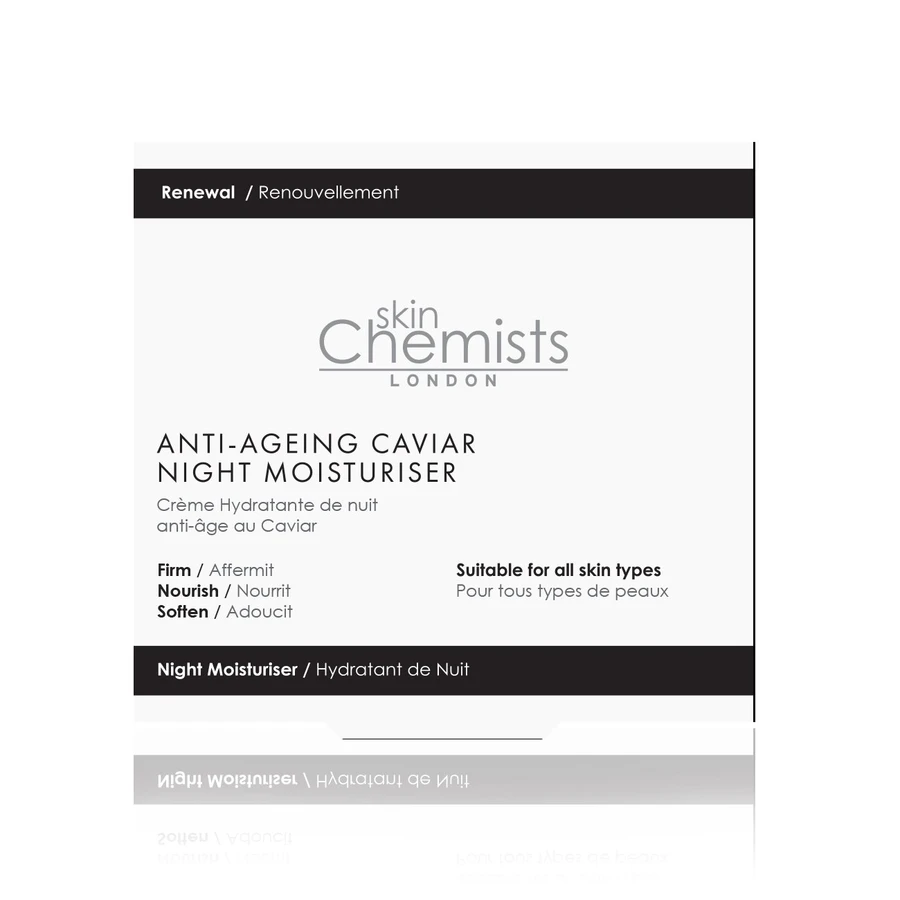 Renewal / Renouvellement
skin
Chemists
LONDON
ANTI-AGEING CAVIAR
NIGHT MOISTURISER
Crème Hydratante de nuit
anti-âge au Caviar
Firm / Affermit
Nourish / Nourrit
Soften / Adoucit
Suitable for all skin types
Pour tous types de peaux
Night Moisturiser / Hydratant de Nuit